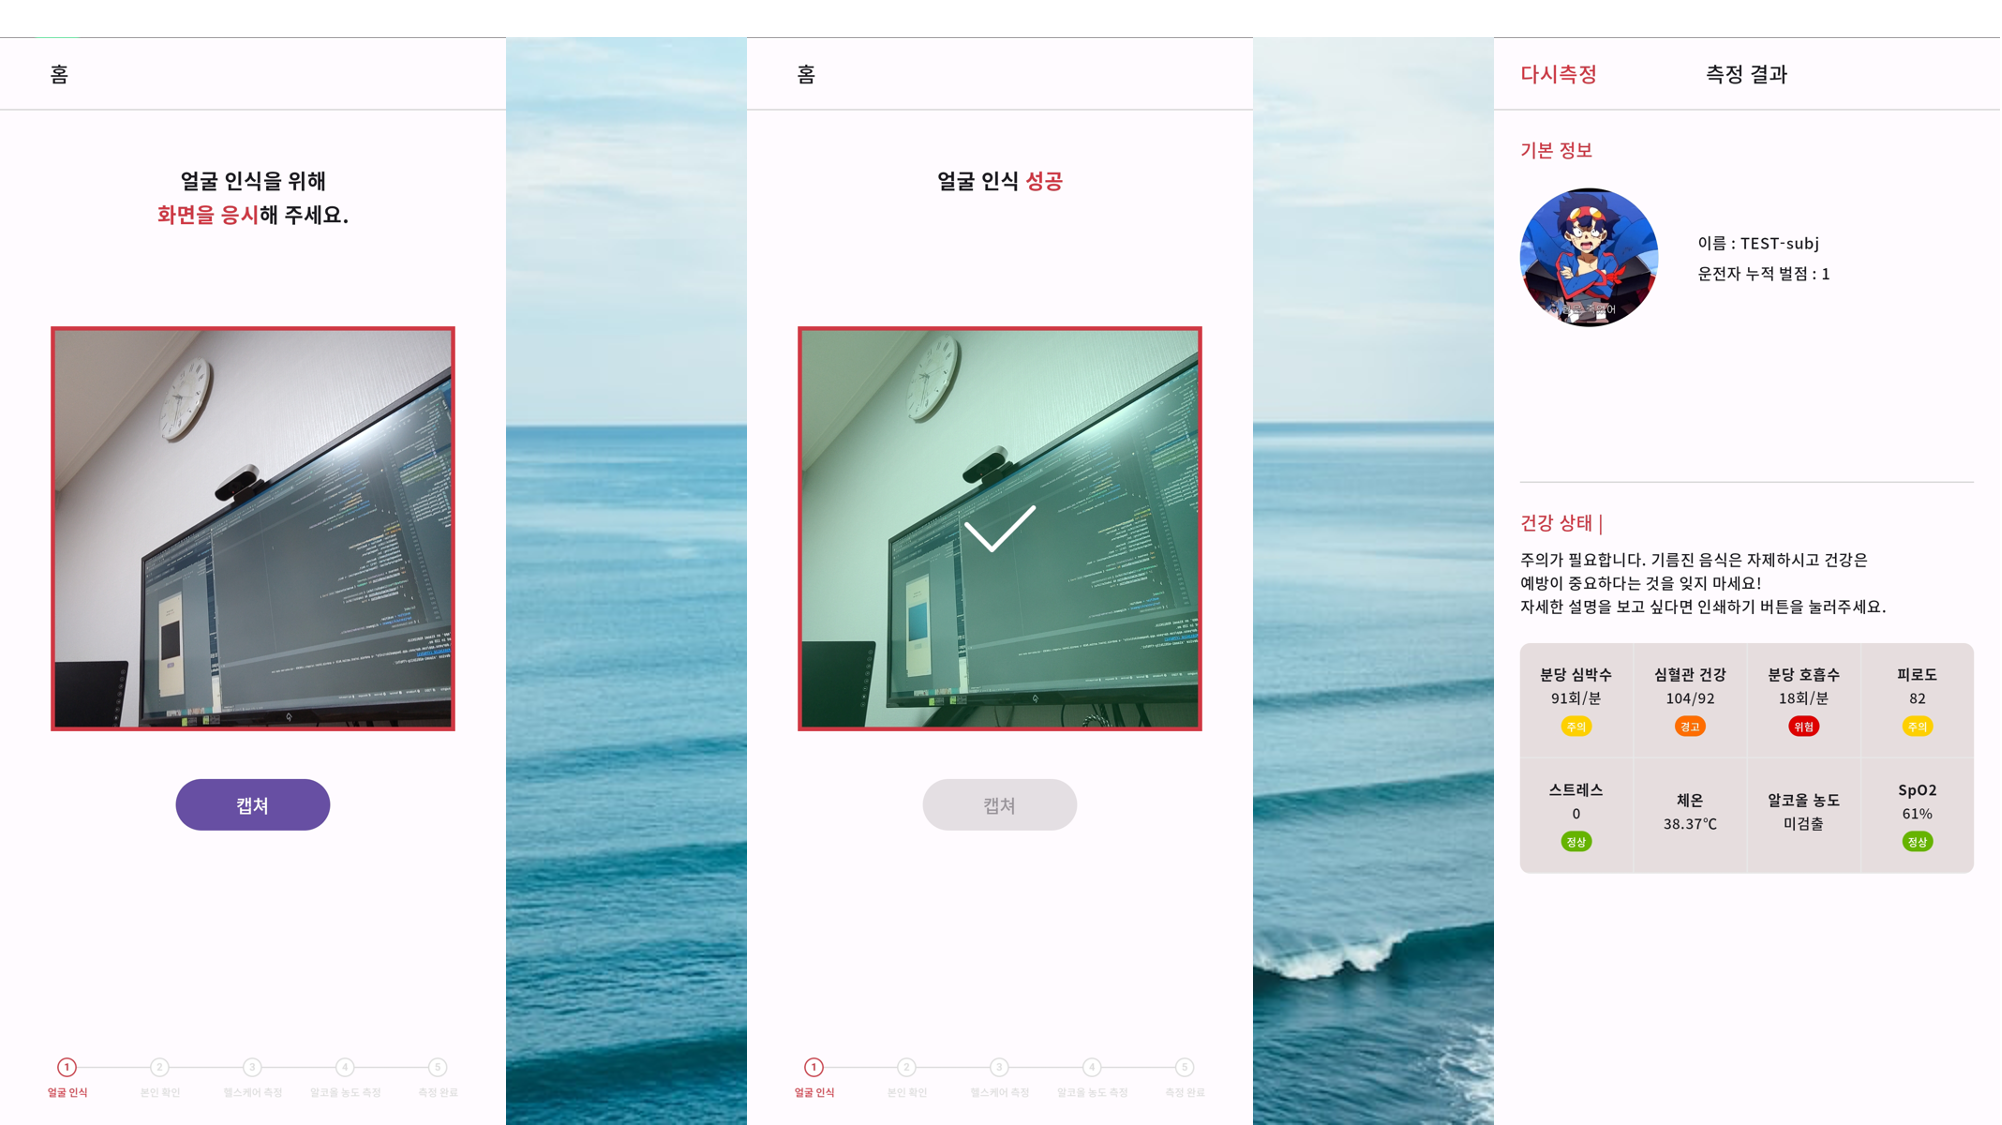 홈
얼굴 인식을 위해
화면을 응시해 주세요.
캡쳐
1
2
3
4
5
얼굴 인식
본인 확인
헬스케어 측정
알코올 농도 측정
측정 완료
홈
얼굴 인식 성공
캡쳐
1
2
3
4
5
얼굴 인식
본인 확인
헬스케어 측정
알코올 농도 측정
측정 완료
다시측정
측정 결과
기본 정보
이름 : TEST-subj
운전자 누적 벌점 : 1
건강 상태 |
주의가 필요합니다. 기름진 음식은 자제하시고 건강은
예방이 중요하다는 것을 잊지 마세요!
자세한 설명을 보고 싶다면 인쇄하기 버튼을 눌러주세요.
분당 심박수
91회/분
주의
심혈관 건강
104/92
경고
분당 호흡수
18회/분
위험
피로도
82
주의
스트레스
0
정상
체온
38.37℃
알코올 농도
미검출
SpO2
61%
정상